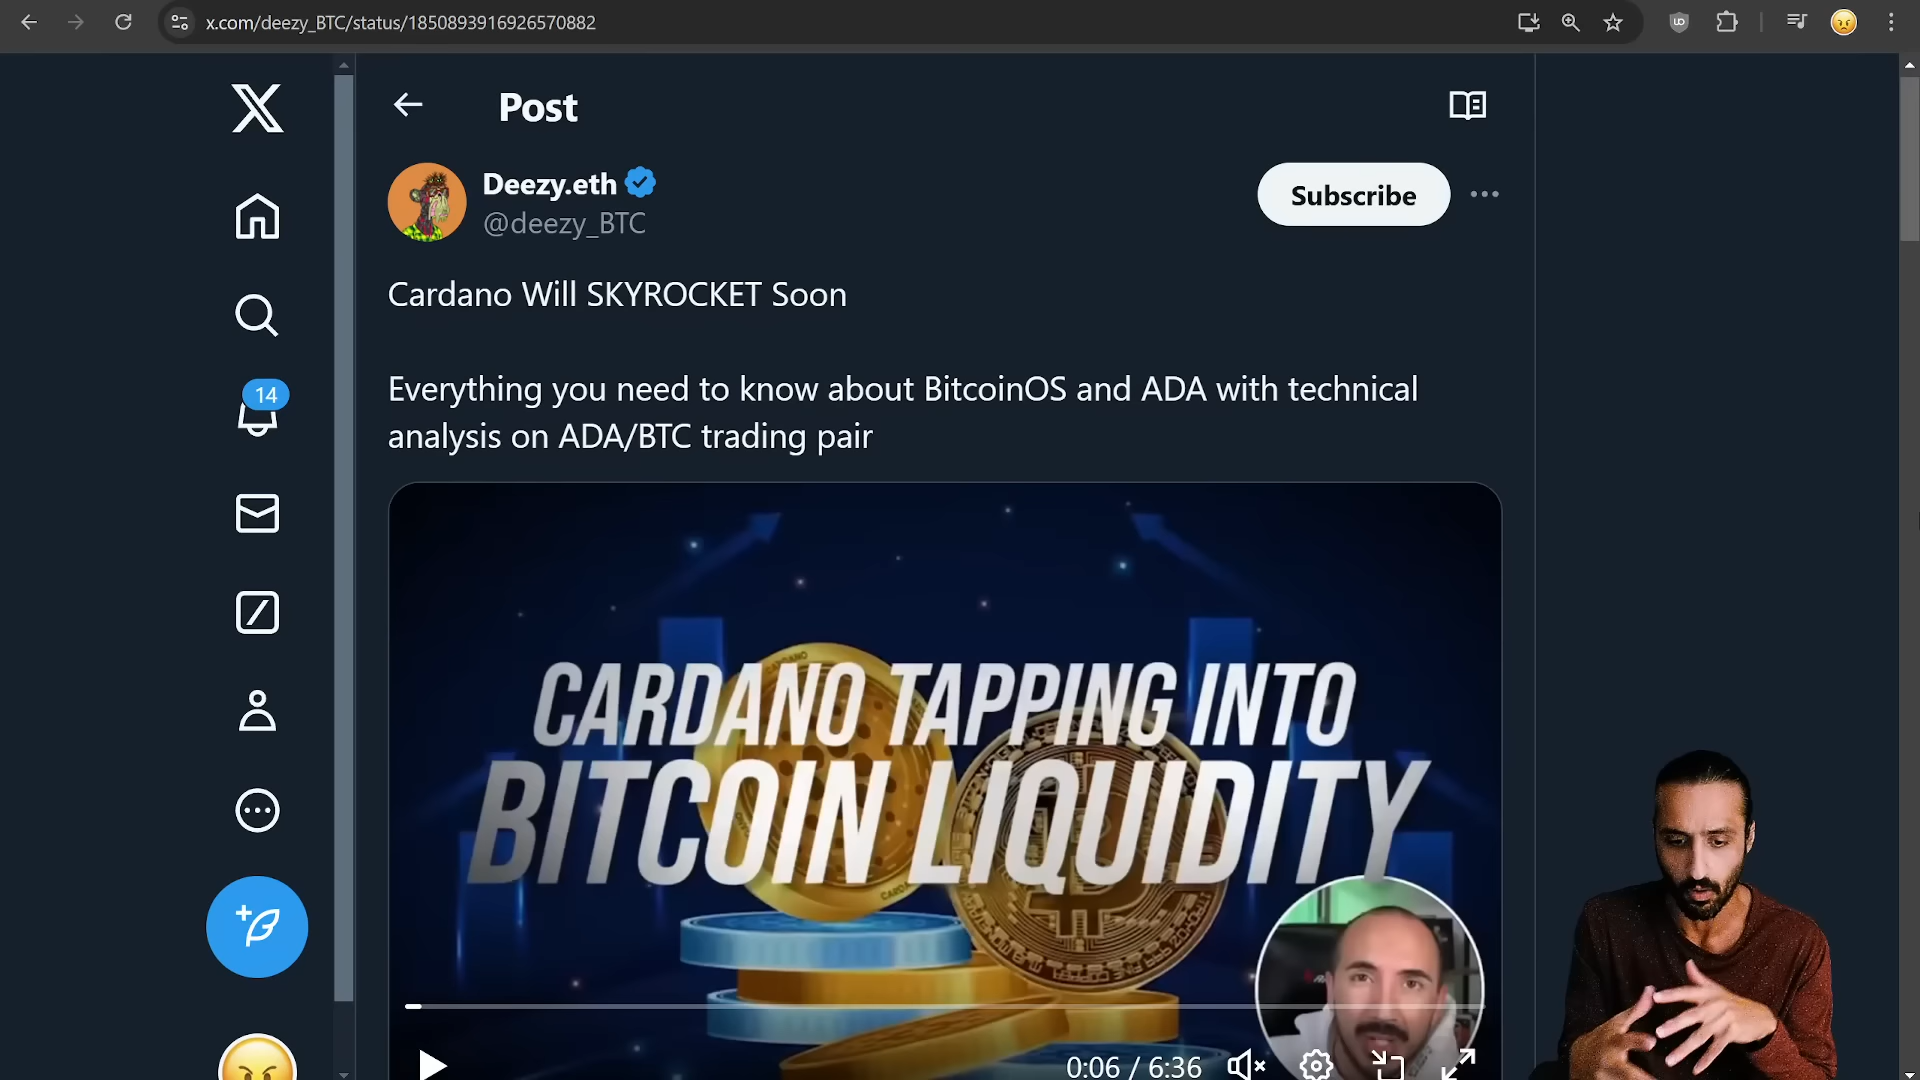 x.com/deezy_BTC/status/1850893916926570882
Post
Deezy.eth
@deezy_BTC
Subscribe
Cardano Will SKYROCKET Soon
Everything you need to know about BitcoinOS and ADA with technical
analysis on ADA/BTC trading pair
14
CARDANO TAPPING INTO
BITCOIN LIQUIDITY
CARDANO
0:06 / 6:36